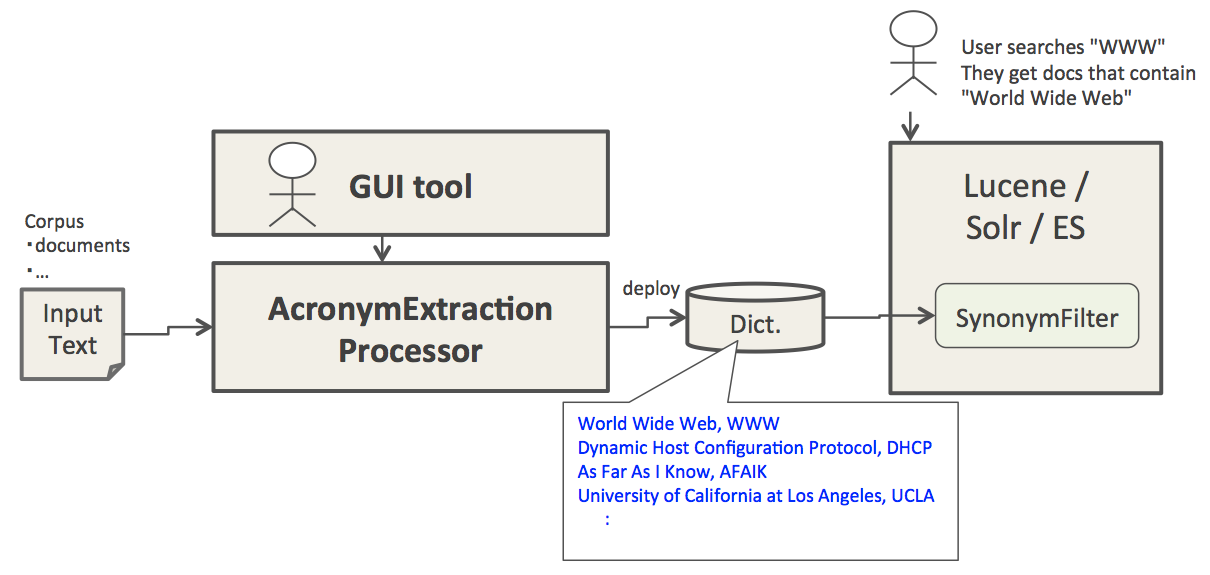 User searches "WWW"
They get docs that contain
"World Wide Web"
GUI tool
Lucene /
Solr / ES
Corpus
・documents
・...
Input
Text
AcronymExtraction
Processor
deploy
Dict.
SynonymFilter
World Wide Web, WWW
Dynamic Host Configuration Protocol, DHCP
As Far As I Know, AFAIK
University of California at Los Angeles, UCLA
: